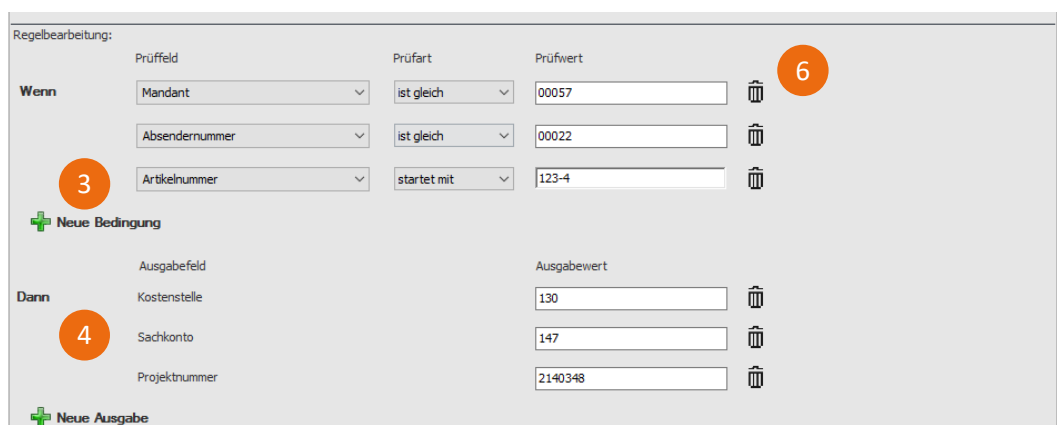 Regelbearbeitung:
Prüffeld Prüfart Prüfwert
6
Wenn Mandant ist gleich 00057
Absendernummer ist gleich 00022
3 Artikelnummer startet mit 123-4
Neue Bedingung
Ausgabefeld Ausgabewert
Dann Kostenstelle 130
4 Sachkonto 147
Projektnummer 2140348
Neue Ausgabe